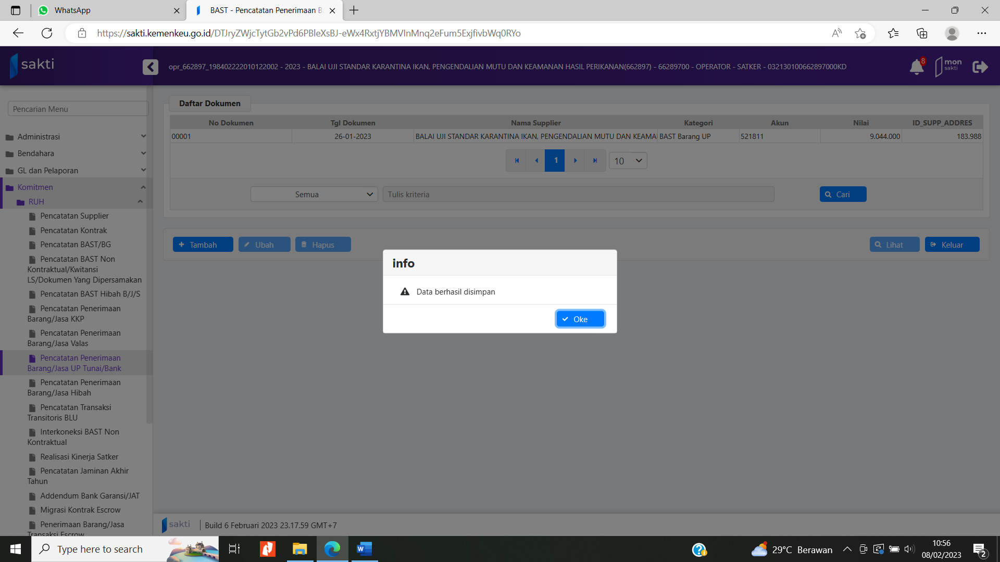 WhatsApp
BAST - Pencatatan Penerimaan B
https://sakti.kemenkeu.go.id/DTJryZWjcTytGb2vPd6PBleXsBJ-eWx4RxtjYBMVInMnq2eFum5ExjfivbWq0RYo
sakti
opr_662897_198402222010122002 - 2023 - BALAI UJI STANDAR KARANTINA IKAN, PENGENDALIAN MUTU DAN KEAMANAN HASIL PERIKANAN(662897) - 66289700 - OPERATOR - SATKER - 032130100662897000KD
8
mon
sakti
Pencarian Menu
Administrasi
Bendahara
GL dan Pelaporan
Komitmen
RUH
Pencatatan Supplier
Pencatatan Kontrak
Pencatatan BAST/BG
Pencatatan BAST Non
Kontraktual/Kwitansi
LS/Dokumen Yang Dipersamakan
Pencatatan BAST Hibah B/J/S
Pencatatan Penerimaan
Barang/Jasa KKP
Pencatatan Penerimaan
Barang/Jasa Valas
Pencatatan Penerimaan
Barang/Jasa UP Tunai/Bank
Pencatatan Penerimaan
Barang/Jasa Hibah
Pencatatan Transaksi
Transitoris BLU
Interkoneksi BAST Non
Kontraktual
Realisasi Kinerja Satker
Pencatatan Jaminan Akhir
Tahun
Addendum Bank Garansi/JAT
Migrasi Kontrak Escrow
Penerimaan Barang/Jasa
Transaksi Escrow
Daftar Dokumen
No Dokumen Tgl Dokumen Nama Supplier Kategori Akun Nilai ID_SUPP_ADDRES
00001 26-01-2023 BALAI UJI STANDAR KARANTINA IKAN, PENGENDALIAN MUTU DAN KEAMA BAST Barang UP 521811 9.044.000 183.988
1 10
Semua Tulis kriteria Cari
Tambah Ubah Hapus Lihat Keluar
info
Data berhasil disimpan
Oke
sakti Build 6 Februari 2023 23.17.59 GMT+7
Type here to search
29°C Berawan
10:56
08/02/2023
2